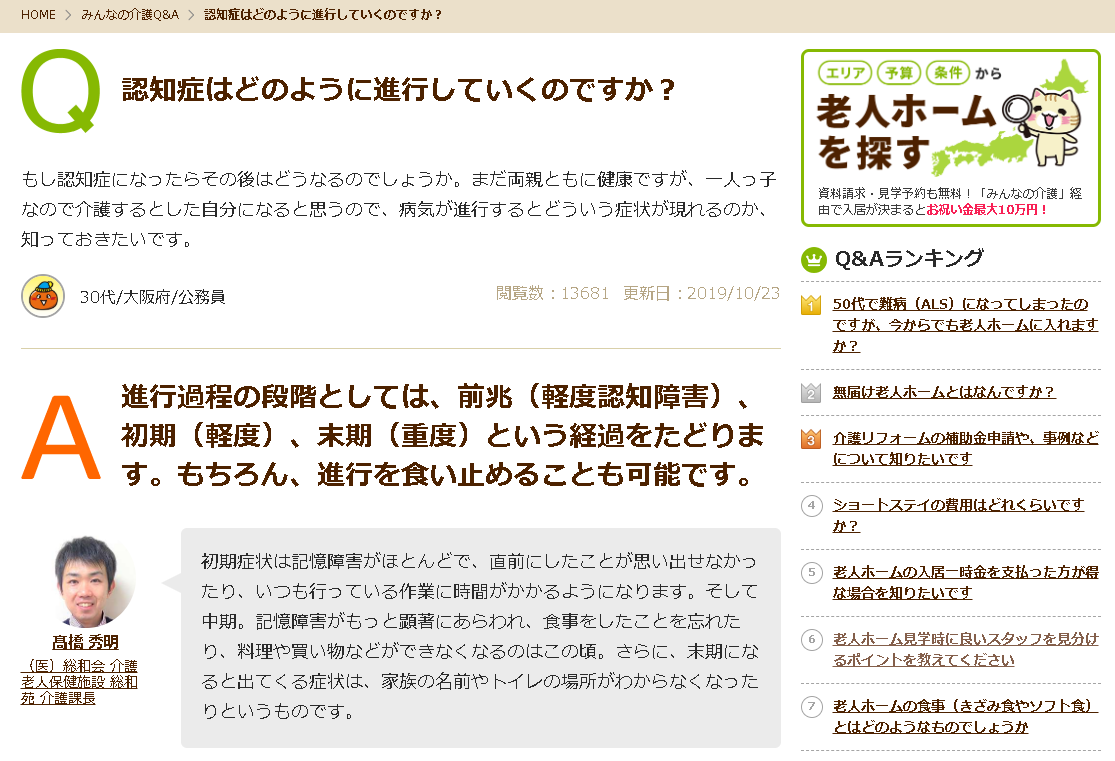 HOME > みんなの介護Q&A > 認知症はどのように進行していくのですか？
Q
認知症はどのように進行していくのですか？
もし認知症になったらその後はどうなるのでしょうか。まだ両親ともに健康ですが、一人っ子
なので介護するとした自分になると思うので、病気が進行するとどういう症状が現れるのか、
知っておきたいです。
30代/大阪府/公務員
閲覧数：13681 更新日：2019/10/23
A
進行過程の段階としては、前兆（軽度認知障害）、
初期（軽度）、末期（重度）という経過をたどりま
す。もちろん、進行を食い止めることも可能です。
髙橋 秀明
（医）総和会 介護
老人保健施設 総和
苑 介護課長
初期症状は記憶障害がほとんどで、直前にしたことが思い出せなかっ
たり、いつも行っている作業に時間がかかるようになります。そして
中期。記憶障害がもっと顕著にあらわれ、食事をしたことを忘れた
り、料理や買い物などができなくなるのはこの頃。さらに、末期にな
ると出てくる症状は、家族の名前やトイレの場所がわからなくなった
りというものです。
エリア 予算 条件 から
老人ホーム
を探す
資料請求・見学予約も無料！「みんなの介護」経
由で入居が決まるとお祝い金最大10万円！
Q&Aランキング
1 50代で難病（ALS）になってしまったの
ですが、今からでも老人ホームに入れます
か？
2 無届け老人ホームとはなんですか？
3 介護リフォームの補助金申請や、事例など
について知りたいです
4 ショートステイの費用はどれくらいです
か？
5 老人ホームの入居一時金を支払った方が得
な場合を知りたいです
6 老人ホーム見学時に良いスタッフを見分け
るポイントを教えてください
7 老人ホームの食事（きざみ食やソフト食）
とはどのようなものでしょうか